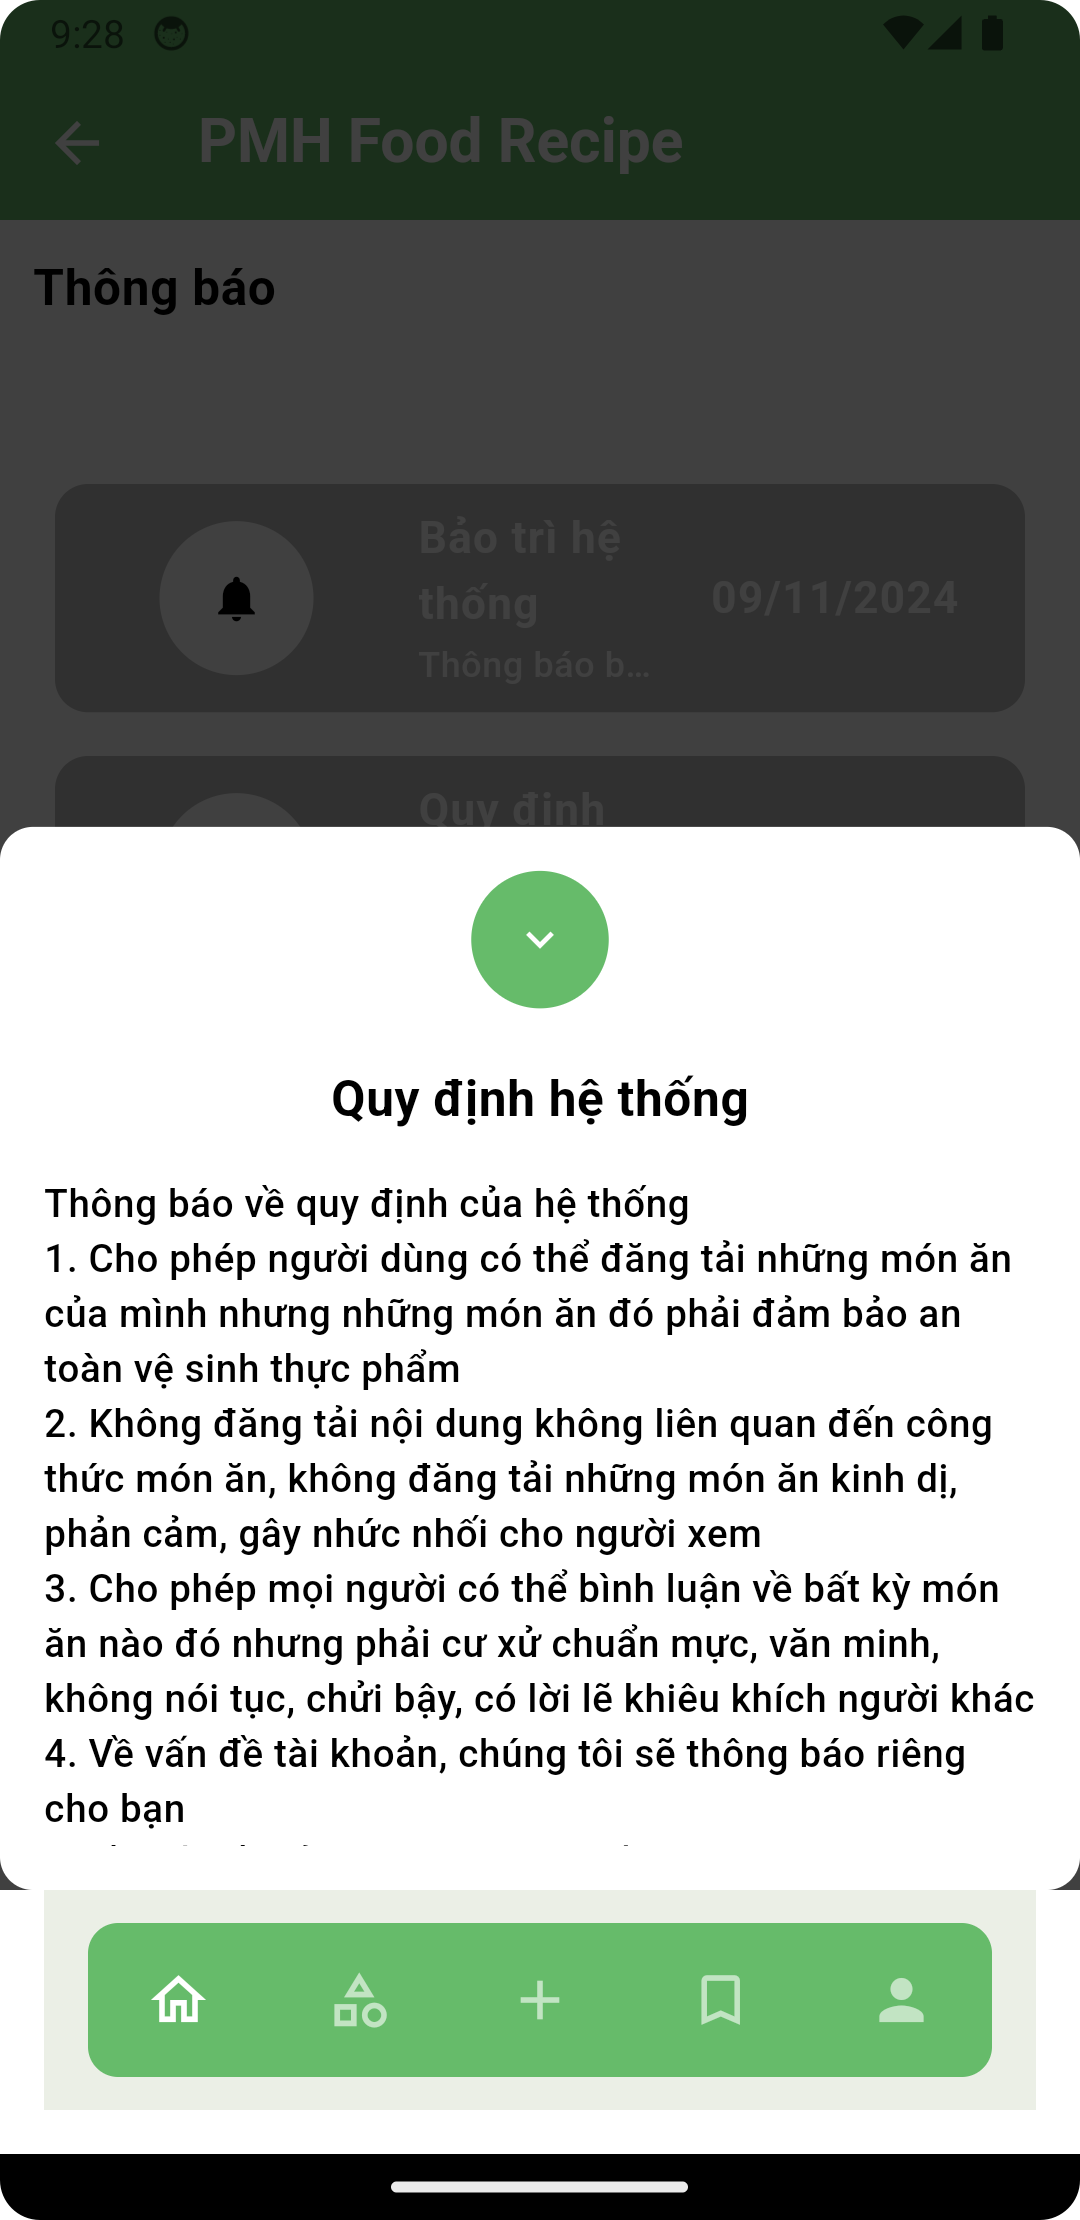 9:28
PMH Food Recipe
Thông báo
Bảo trì hệ
thống
09/11/2024
Thông báo b...
Quy định
Quy định hệ thống
Thông báo về quy định của hệ thống
1. Cho phép người dùng có thể đăng tải những món ăn
của mình nhưng những món ăn đó phải đảm bảo an
toàn vệ sinh thực phẩm
2. Không đăng tải nội dung không liên quan đến công
thức món ăn, không đăng tải những món ăn kinh dị,
phản cảm, gây nhức nhối cho người xem
3. Cho phép mọi người có thể bình luận về bất kỳ món
ăn nào đó nhưng phải cư xử chuẩn mực, văn minh,
không nói tục, chửi bậy, có lời lẽ khiêu khích người khác
4. Về vấn đề tài khoản, chúng tôi sẽ thông báo riêng
cho bạn